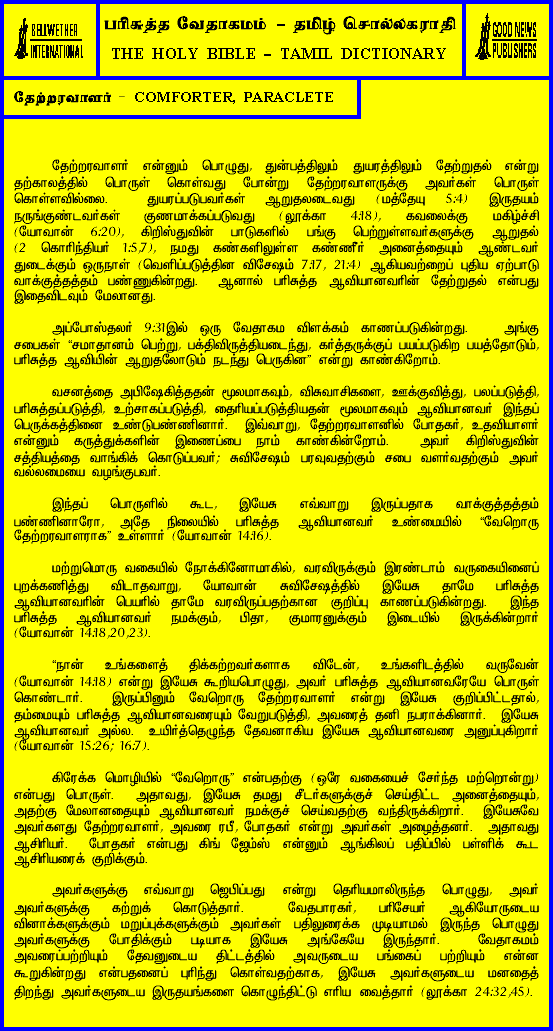 BELLWETHER
INTERNATIONAL
பரிசுத்த வேதாகமம் – தமிழ் சொல்லகராதி
THE HOLY BIBLE – TAMIL DICTIONARY
GOOD NEWS
PUBLISHERS
தேற்றரவாளர் – COMFORTER, PARACLETE
தேற்றரவாளர் என்னும் பொழுது, துன்பத்திலும் துயரத்திலும் தேற்றுதல் என்று
தற்காலத்தில் பொருள் கொள்வது போன்று தேற்றரவாளருக்கு அவர்கள் பொருள்
கொள்ளவில்லை. துயரப்படுபவர்கள் ஆறுதலடைவது (மத்தேயு 5:4) இருதயம்
நருங்குண்டவர்கள் குணமாக்கப்படுவது (லூக்கா 4:18), கவலைக்கு மகிழ்ச்சி
(யோவான் 6:20), கிறிஸ்துவின் பாடுகளில் பங்கு பெற்றுள்ளவர்களுக்கு ஆறுதல்
(2 கொரிந்தியர் 1:5,7), நமது கண்களிலுள்ள கண்ணீர் அனைத்தையும் ஆண்டவர்
துடைக்கும் ஒருநாள் (வெளிப்படுத்தின விசேஷம் 7:17, 21:4) ஆகியவற்றைப் புதிய ஏற்பாடு
வாக்குத்தத்தம் பண்ணுகின்றது. ஆனால் பரிசுத்த ஆவியானவரின் தேற்றுதல் என்பது
இதைவிடவும் மேலானது.
அப்போஸ்தலர் 9:31இல் ஒரு வேதாகம விளக்கம் காணப்படுகின்றது. அங்கு
சபைகள் “சமாதானம் பெற்று, பக்திவிருத்தியடைந்து, கர்த்தருக்குப் பயப்படுகிற பயத்தோடும்,
பரிசுத்த ஆவியின் ஆறுதலோடும் நடந்து பெருகின” என்று காண்கிறோம்.
வசனத்தை அபிஷேகித்ததன் மூலமாகவும், விசுவாசிகளை, ஊக்குவித்து, பலப்படுத்தி,
பரிசுத்தப்படுத்தி, உற்சாகப்படுத்தி, தைரியப்படுத்தியதன் மூலமாகவும் ஆவியானவர் இந்தப்
பெருக்கத்தினை உண்டுபண்ணினார். இவ்வாறு, தேற்றரவாளனில் போதகர், உதவியாளர்
என்னும் கருத்துக்களின் இணைப்பை நாம் காண்கின்றோம். அவர் கிறிஸ்துவின்
சத்தியத்தை வாங்கிக் கொடுப்பவர்; சுவிசேஷம் பரவுவதற்கும் சபை வளர்வதற்கும் அவர்
வல்லமையை வழங்குபவர்.
இந்தப் பொருளில் கூட, இயேசு எவ்வாறு இருப்பதாக வாக்குத்தத்தம்
பண்ணினாரோ, அதே நிலையில் பரிசுத்த ஆவியானவர் உண்மையில் “வேறொரு
தேற்றரவாளராக” உள்ளார் (யோவான் 14:16).
மற்றுமொரு வகையில் நோக்கினோமாகில், வரவிருக்கும் இரண்டாம் வருகையினைப்
புறக்கணித்து விடாதவாறு, யோவான் சுவிசேஷத்தில் இயேசு தாமே பரிசுத்த
ஆவியானவரின் பெயரில் தாமே வரவிருப்பதற்கான குறிப்பு காணப்படுகின்றது. இந்த
பரிசுத்த ஆவியானவர் நமக்கும், பிதா, குமாரனுக்கும் இடையில் இருக்கின்றார்
(யோவான் 14:18,20,23).
“நான் உங்களைத் திக்கற்றவர்களாக விடேன், உங்களிடத்தில் வருவேன்
(யோவான் 14:18) என்று இயேசு கூறியபொழுது, அவர் பரிசுத்த ஆவியானவரேயே பொருள்
கொண்டார். இருப்பினும் வேறொரு தேற்றரவாளர் என்று இயேசு குறிப்பிட்டதால்,
தம்மையும் பரிசுத்த ஆவியானவரையும் வேறுபடுத்தி, அவரைத் தனி நபராக்கினார். இயேசு
ஆவியானவர் அல்ல. உயிர்த்தெழுந்த தேவனாகிய இயேசு ஆவியானவரை அனுப்புகிறார்
(யோவான் 15:26; 16:7).
கிரேக்க மொழியில் “வேறொரு” என்பதற்கு (ஒரே வகையைச் சேர்ந்த மற்றொன்று)
என்பது பொருள். அதாவது, இயேசு தமது சீடர்களுக்குச் செய்திட்ட அனைத்தையும்,
அதற்கு மேலானதையும் ஆவியானவர் நமக்குச் செய்வதற்கு வந்திருக்கிறார். இயேசுவே
அவர்களது தேற்றரவாளர், அவரை ரபீ, போதகர் என்று அவர்கள் அழைத்தனர். அதாவது
ஆசிரியர். போதகர் என்பது கிங் ஜேம்ஸ் என்னும் ஆங்கிலப் பதிப்பில் பள்ளிக் கூட
ஆசிரியரைக் குறிக்கும்.
அவர்களுக்கு எவ்வாறு ஜெபிப்பது என்று தெரியமாலிருந்த பொழுது, அவர்
அவர்களுக்கு கற்றுக் கொடுத்தார். வேதபாரகர், பரிசேயர் ஆகியோருடைய
வினாக்களுக்கும் மறுப்புக்களுக்கும் அவர்கள் பதிலுரைக்க முடியாமல் இருந்த பொழுது
அவர்களுக்கு போதிக்கும் படியாக இயேசு அங்கேயே இருந்தார். வேதாகமம்
அவரைப்பற்றியும் தேவனுடைய திட்டத்தில் அவருடைய பங்கைப் பற்றியும் என்ன
கூறுகின்றது என்பதனைப் புரிந்து கொள்வதற்காக, இயேசு அவர்களுடைய மனதைத்
திறந்து அவர்களுடைய இருதயங்களை கொழுந்திட்டு எரிய வைத்தார் (லூக்கா 24:32,45).